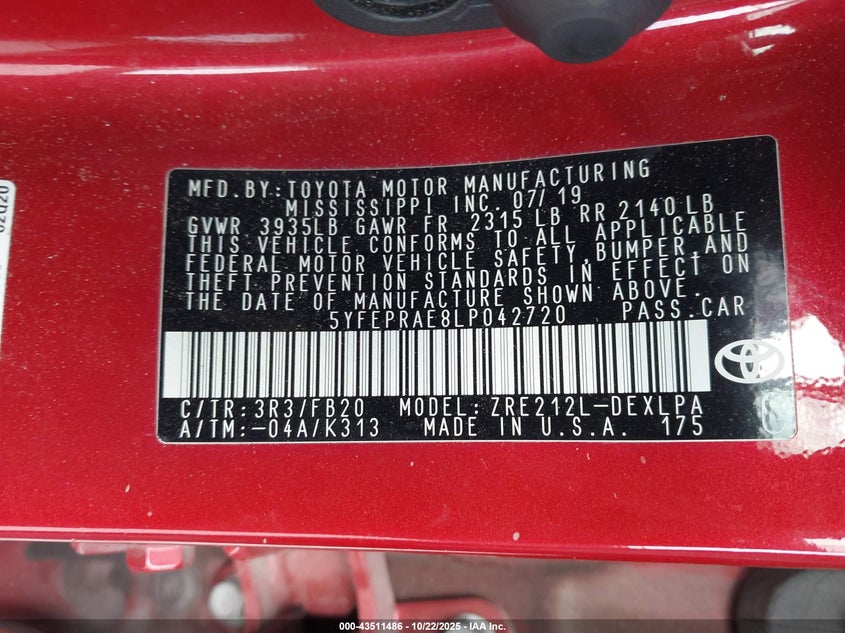 MFD.BY:TOYOTA MOTOR MANUFACTURING
MISSISSIPPI INC. 07/19
GVWR 3935LB GAWR FR 2315LB RR 2140LB
THIS VEHICLE CONFORMS TO ALL APPLICABLE
FEDERAL MOTOR VEHICLE SAFETY,BUMPER,AND
THEFT PREVENTION STANDARDS IN EFFECT ON
THE DATE OF MANUFACTURE SHOWN ABOVE.
5YFEPRAE8LP042720 PASS.CAR
C/TR:3R3/FB20 MODEL:ZRE212L-DEXLPA
A/TM:-04A/K313 MADE IN U.S.A. 175
000-43511486 - 10/22/2025 - IAA Inc.